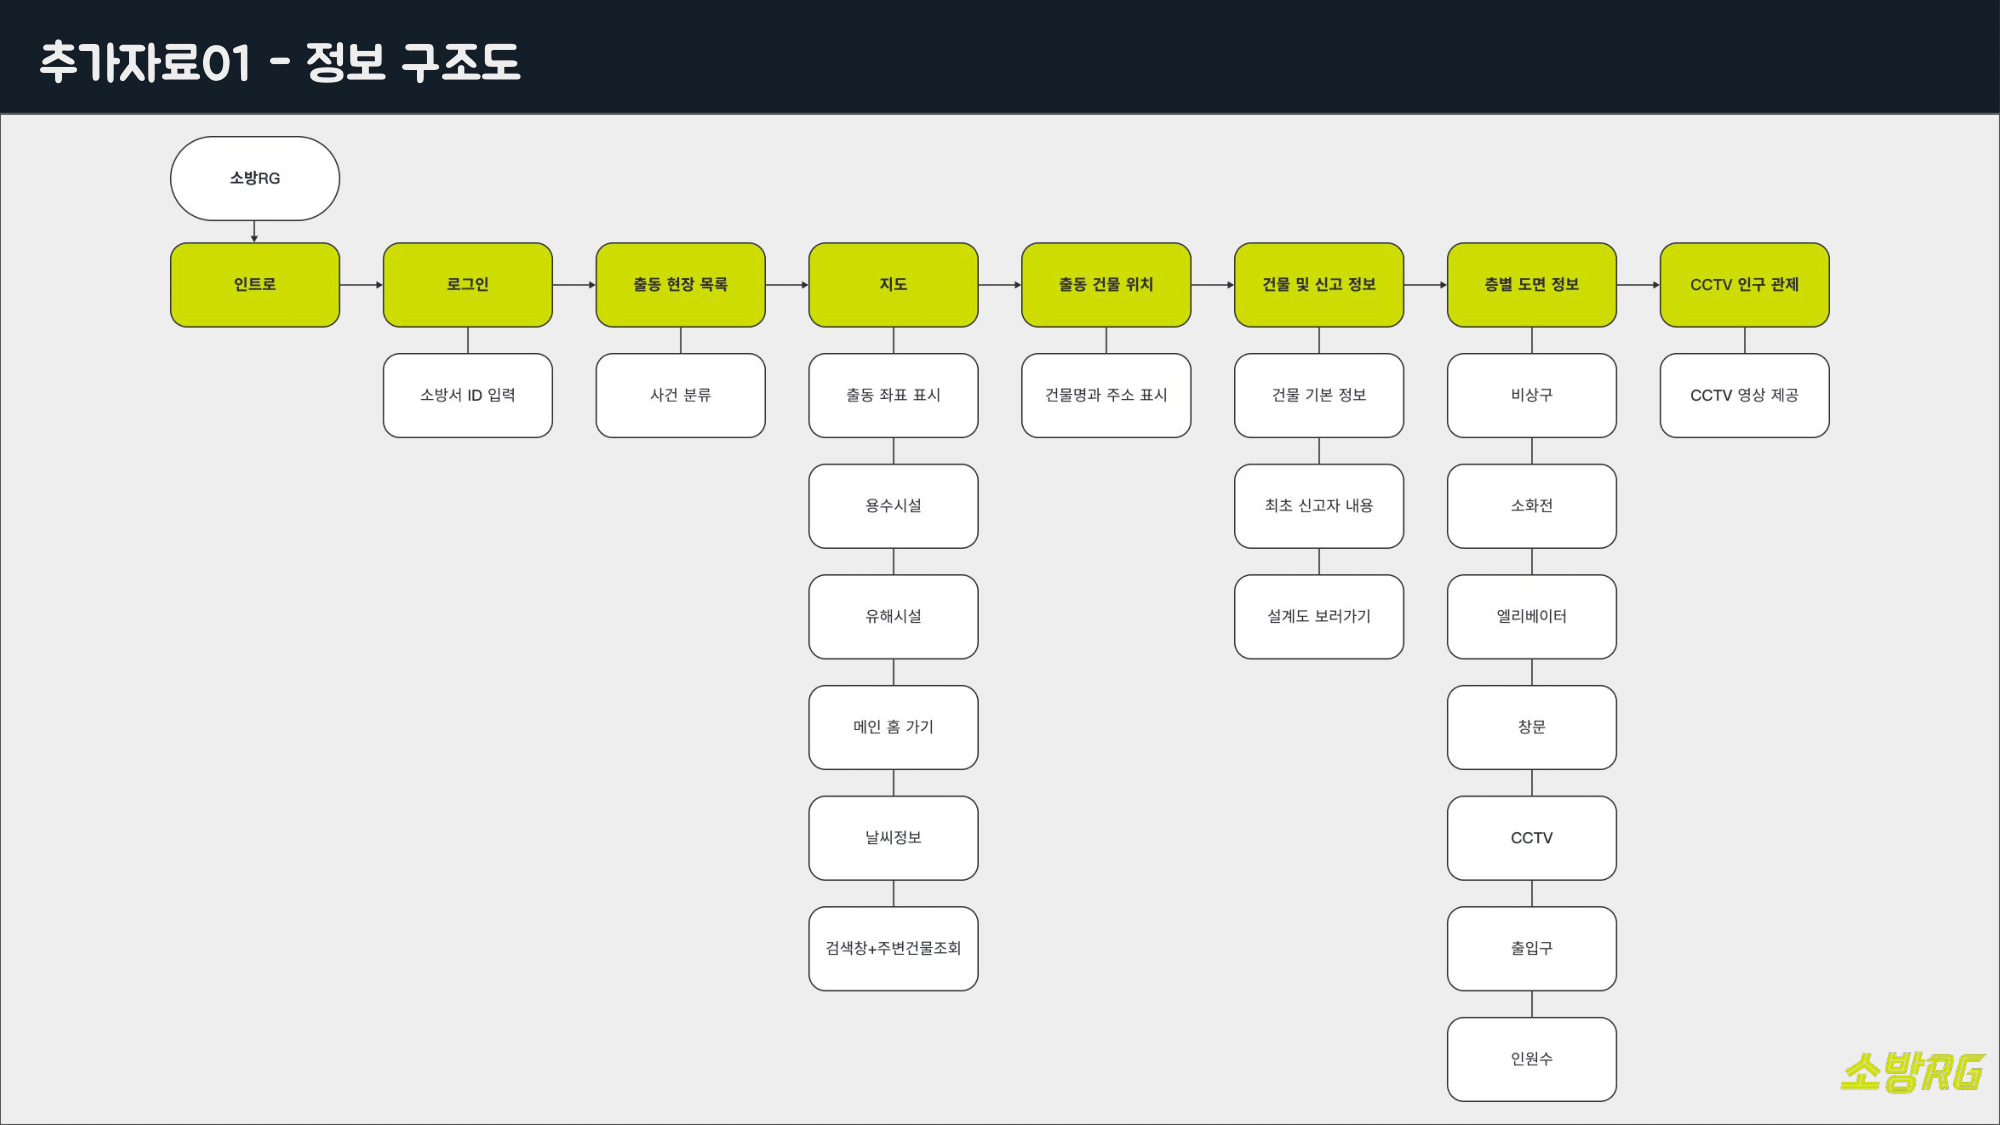 추가자료01 - 정보 구조도
소방RG
인트로
로그인
출동 현장 목록
지도
출동 건물 위치
건물 및 신고 정보
층별 도면 정보
CCTV 인구 관제
소방서 ID 입력
사건 분류
출동 좌표 표시
건물명과 주소 표시
건물 기본 정보
비상구
CCTV 영상 제공
용수시설
최초 신고자 내용
소화전
유해시설
설계도 보러가기
엘리베이터
메인 홈 가기
창문
날씨정보
CCTV
검색창+주변건물조회
출입구
인원수
소방RG